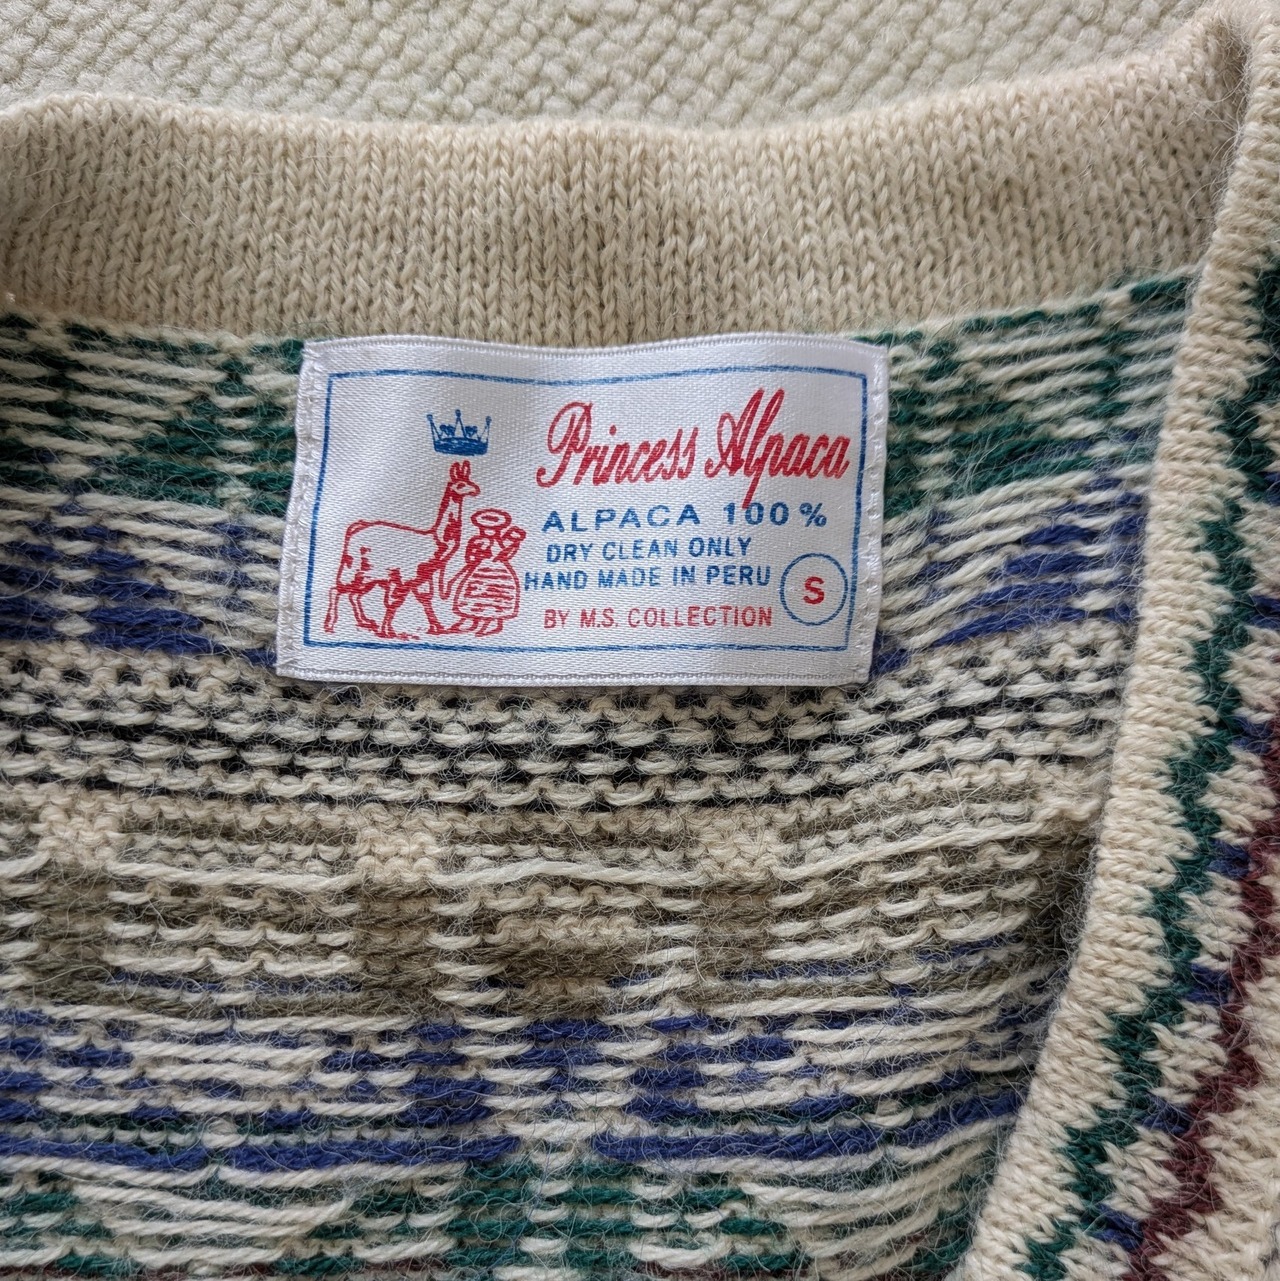 Princess Alpaca
ALPACA 100%
DRY CLEAN ONLY
HAND MADE IN PERU
S
BY M.S. COLLECTION